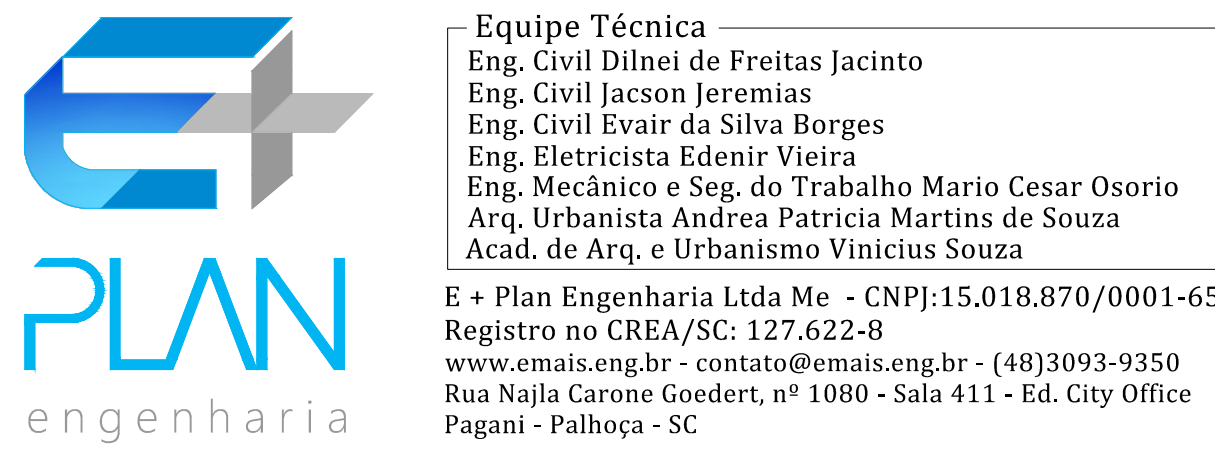 E+
PLAN
engenharia
Equipe Técnica
Eng. Civil Dilnei de Freitas Jacinto
Eng. Civil Jacson Jeremias
Eng. Civil Evair da Silva Borges
Eng. Eletricista Edenir Vieira
Eng. Mecânico e Seg. do Trabalho Mario Cesar Osorio
Arq. Urbanista Andrea Patricia Martins de Souza
Acad. de Arq. e Urbanismo Vinicius Souza
E + Plan Engenharia Ltda Me - CNPJ:15.018.870/0001-65
Registro no CREA/SC: 127.622-8
www.emais.eng.br - contato@emais.eng.br - (48)3093-9350
Rua Najla Carone Goedert, nº 1080 - Sala 411 - Ed. City Office
Pagani - Palhoça - SC